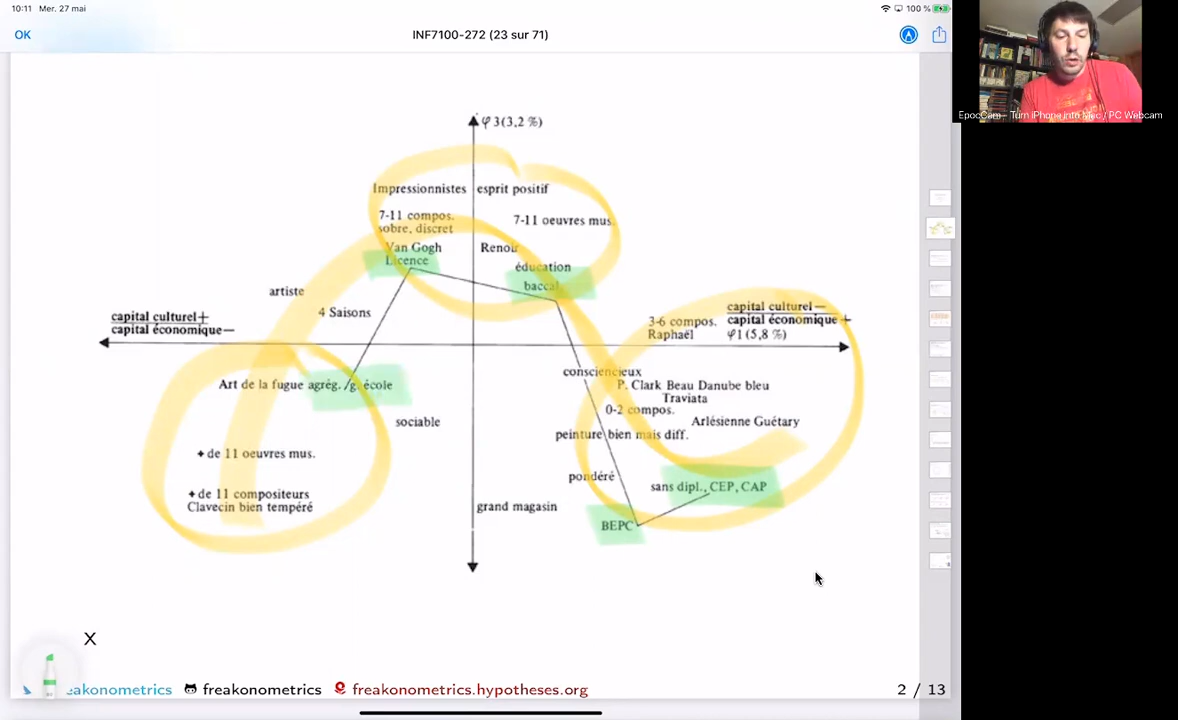 10:11 Mer. 27 mai
100 %
OK
INF7100-272 (23 sur 71)
EpocCam - Turn iPhone into Mac / PC Webcam
φ 3(3,2 %)
Impressionnistes esprit positif
7-11 compos.
sobre, discret
7-11 oeuvres mus.
Van Gogh
Licence
Renoir
éducation
baccal
artiste
4 Saisons
capital culturel+
capital économique—
3-6 compos.
Raphaël
capital culturel—
capital économique +
φ1(5,8 %)
Art de la fugue agrég. /g. école
consciencieux
P. Clark Beau Danube bleu
Traviata
0-2 compos.
Arlésienne Guétary
sociable
peinture bien mais diff.
+ de 11 oeuvres mus.
pondéré
sans dipl., CEP, CAP
+ de 11 compositeurs
Clavecin bien tempéré
grand magasin
BEPC
X
akonometrics freakonometrics freakonometrics.hypotheses.org 2 / 13